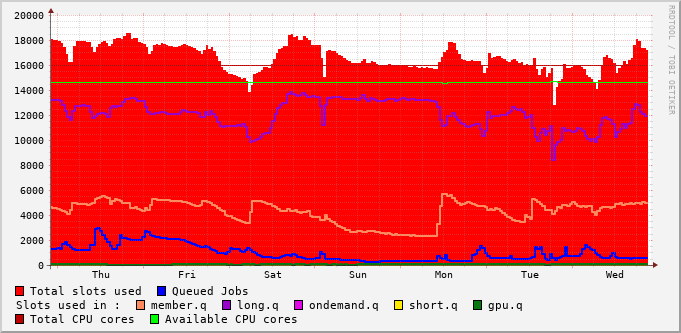 20000
18000
16000
14000
12000
10000
8000
6000
4000
2000
0
Thu Fri Sat Sun Mon Tue Wed
RRDTOOL / TOBI OETIKER
Total slots used Queued Jobs
Slots used in : member.q long.q ondemand.q short.q gpu.q
Total CPU cores Available CPU cores